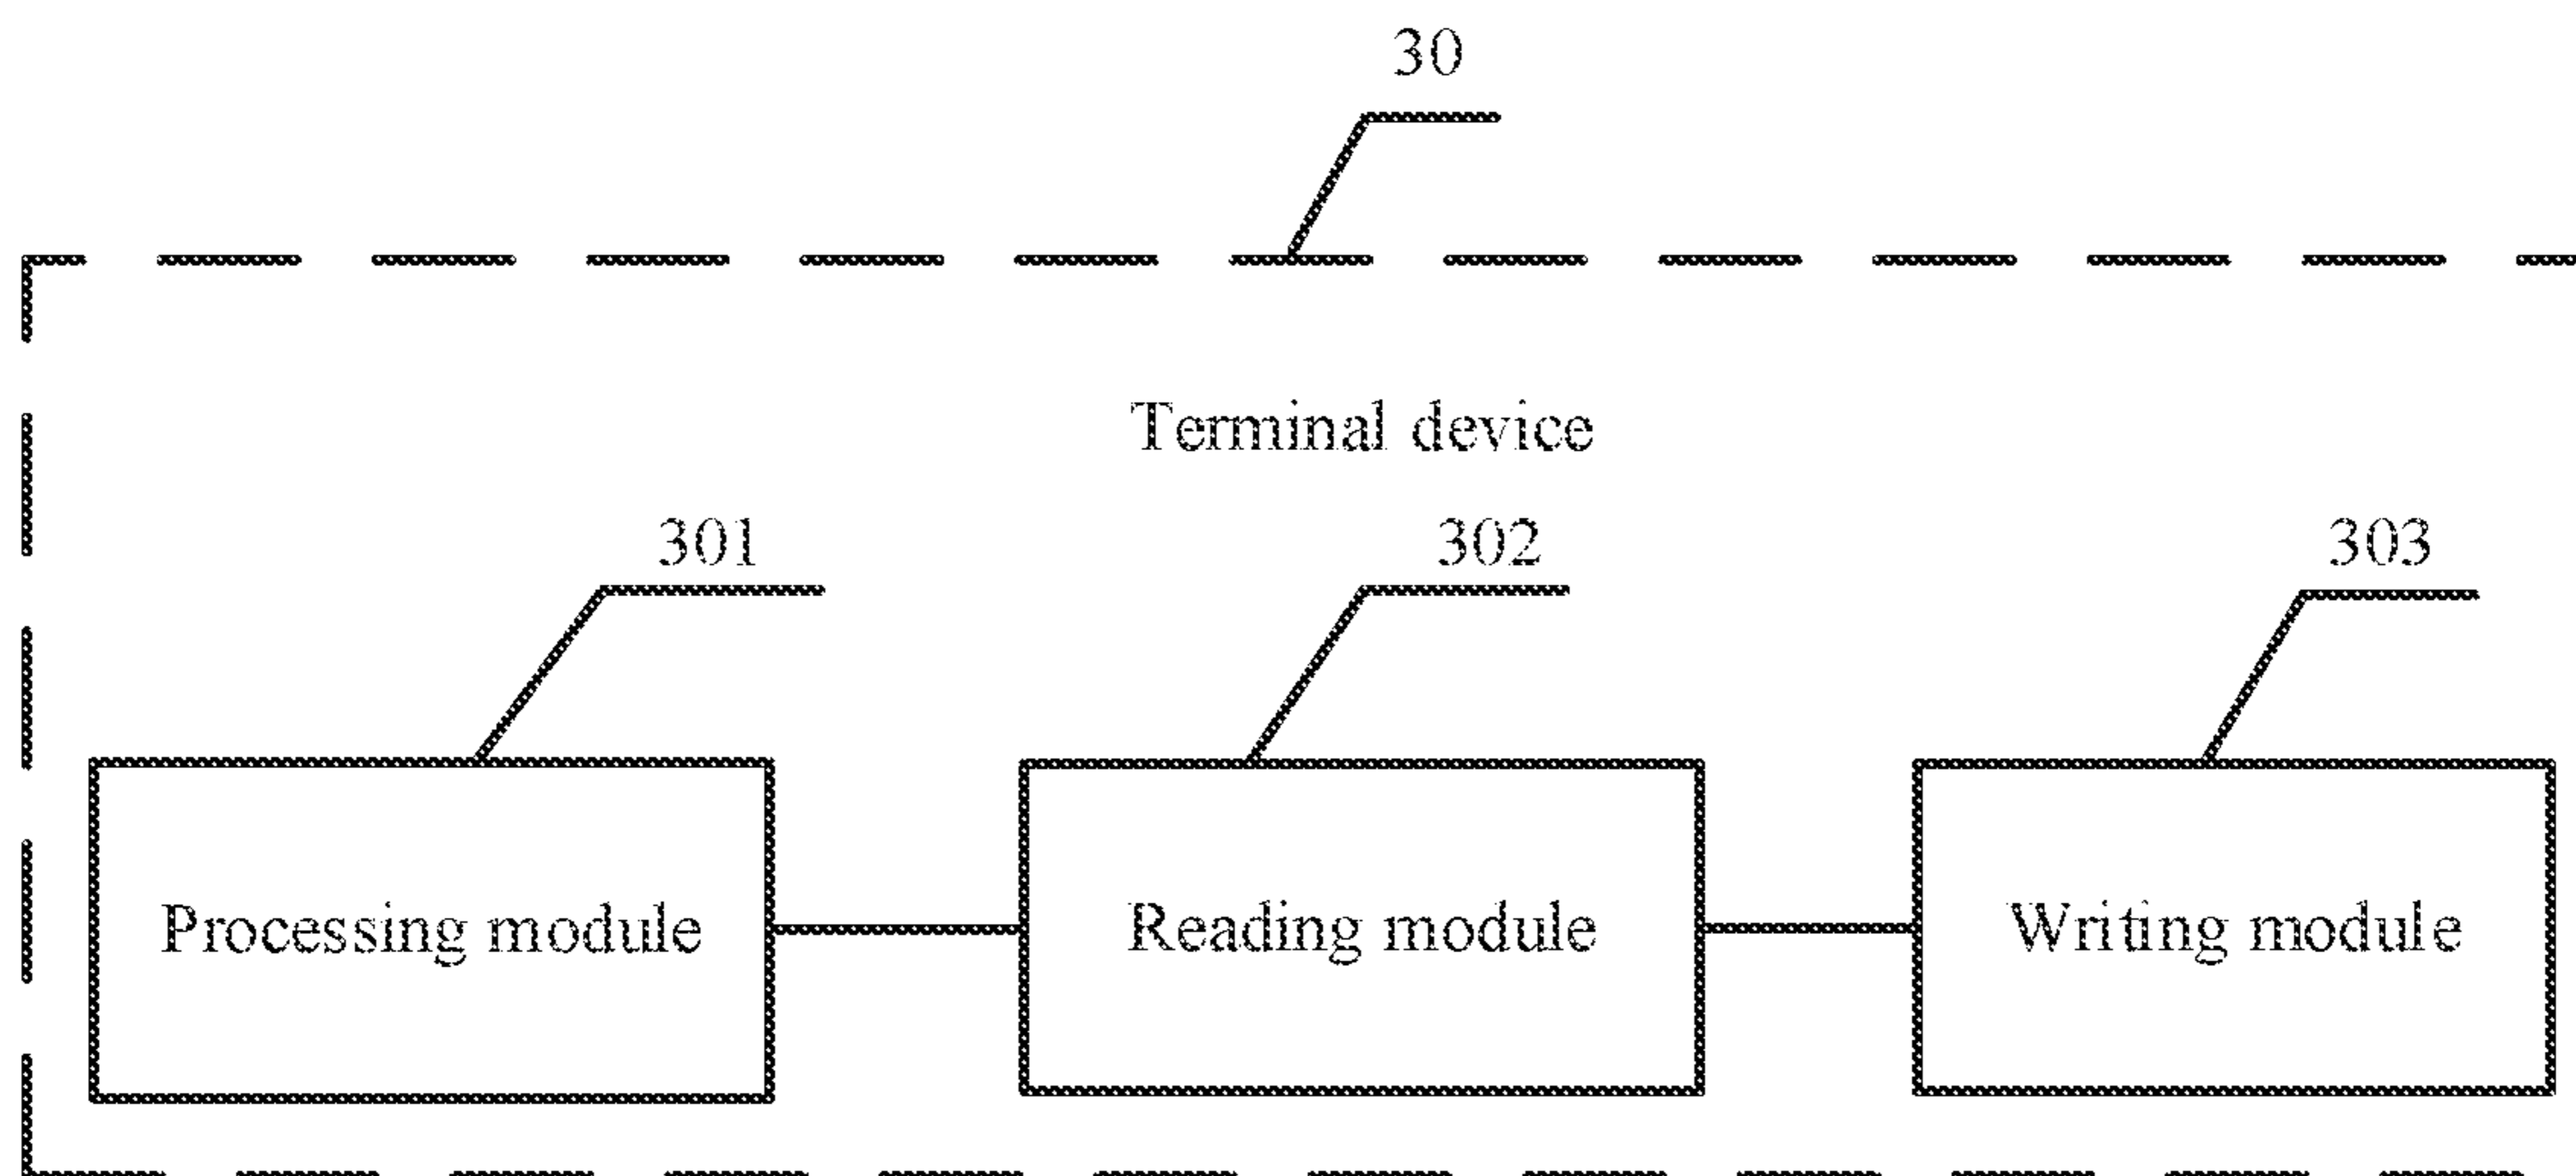 30
Terminal device
301
302
303
Processing module
Reading module
Writing module